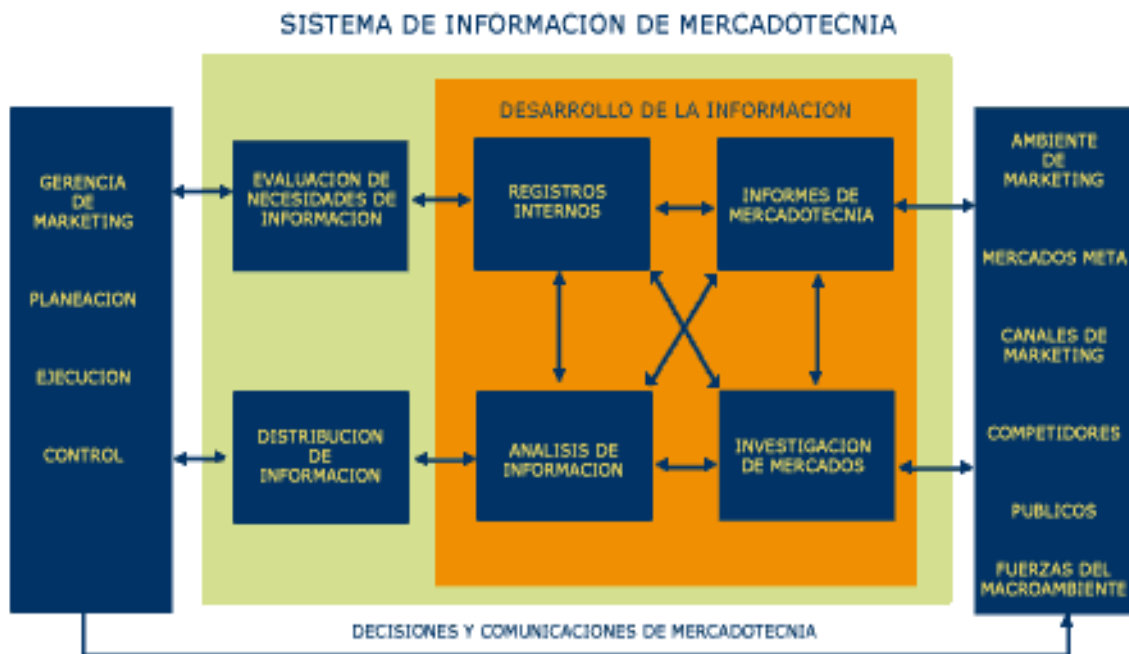 SISTEMA DE INFORMACION DE MERCADOTECNIA
GERENCIA
DE
MARKETING
PLANEACION
EJECUCION
CONTROL
EVALUACION DE
NECESIDADES DE
INFORMACION
DISTRIBUCION
DE
INFORMACION
DESARROLLO DE LA INFORMACION
REGISTROS
INTERNOS
INFORMES DE
MERCADOTECNIA
ANALISIS DE
INFORMACION
INVESTIGACION
DE MERCADOS
AMBIENTE
DE
MARKETING
MERCADOS META
CANALES DE
MARKETING
COMPETIDORES
PUBLICOS
FUERZAS DEL
MACROAMBIENTE
DECISIONES Y COMUNICACIONES DE MERCADOTECNIA